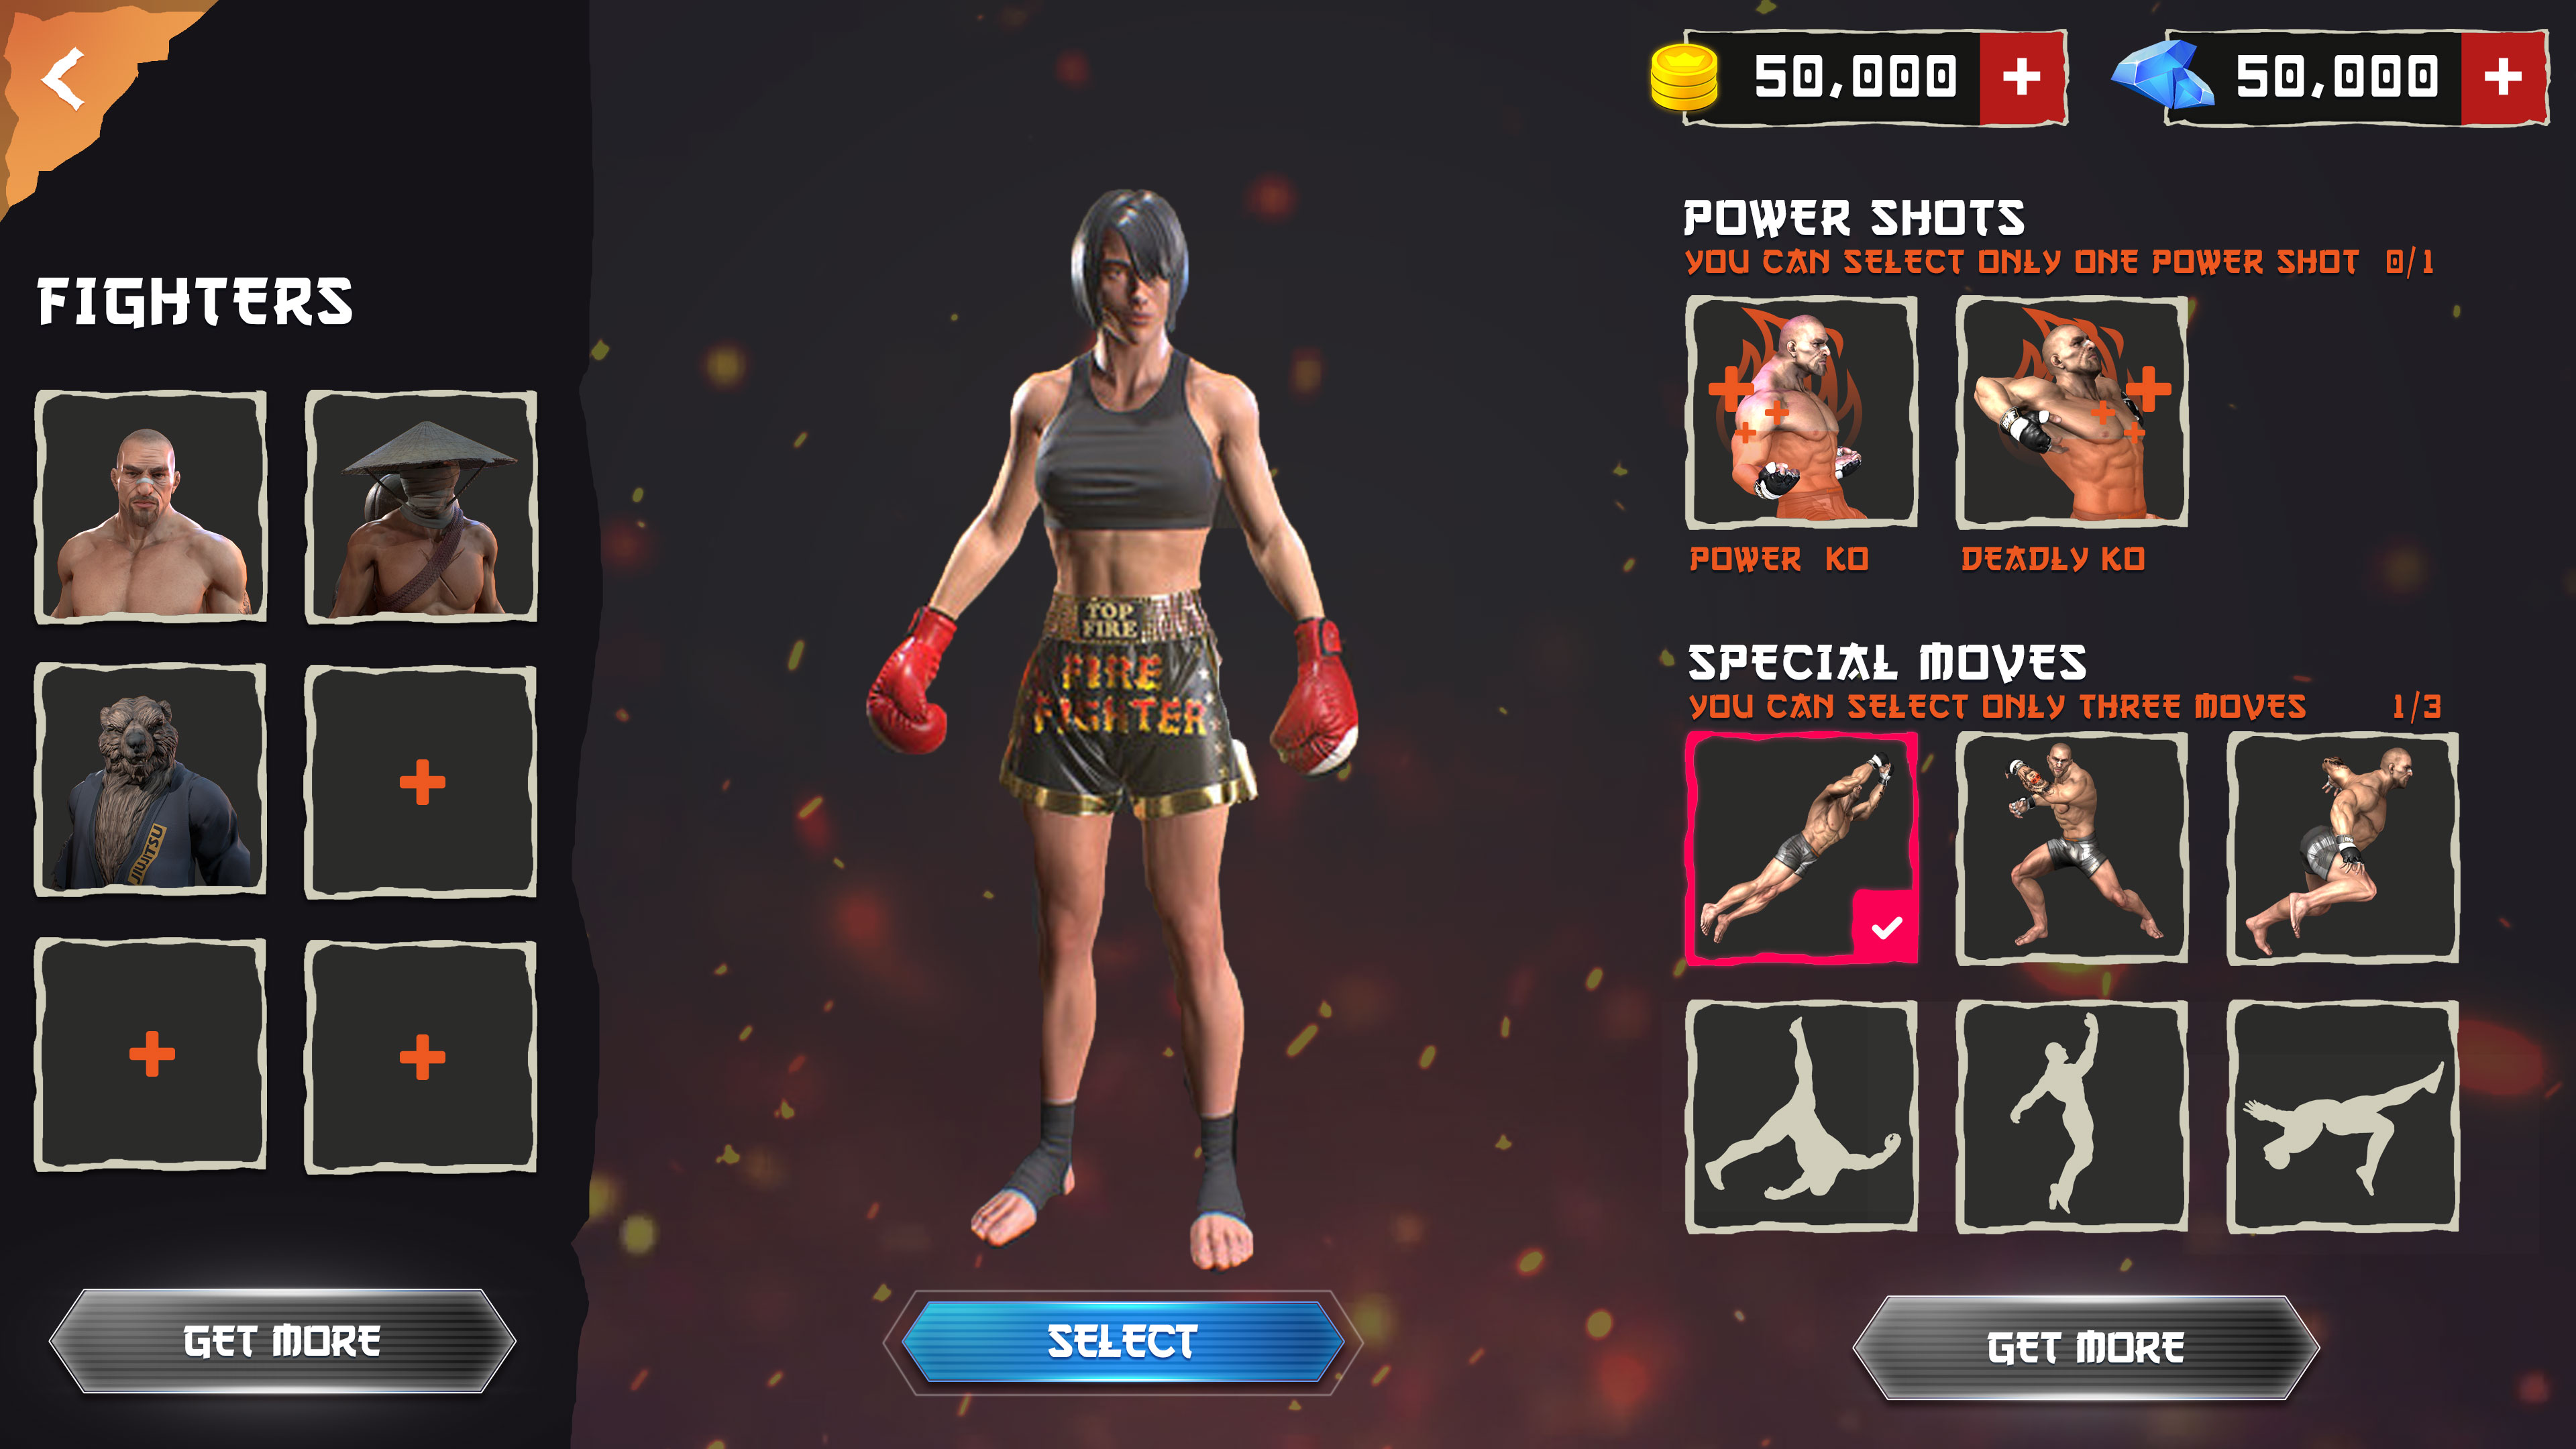 50,000
50,000
FIGHTERS
JIUJITSU
GET MORE
TOP
FIRE
FIRE
FIGHTER
SELECT
POWER SHOTS
YOU CAN SELECT ONLY ONE POWER SHOT 0/1
POWER KO
DEADLY KO
SPECIAL MOVES
YOU CAN SELECT ONLY THREE MOVES 1/3
GET MORE